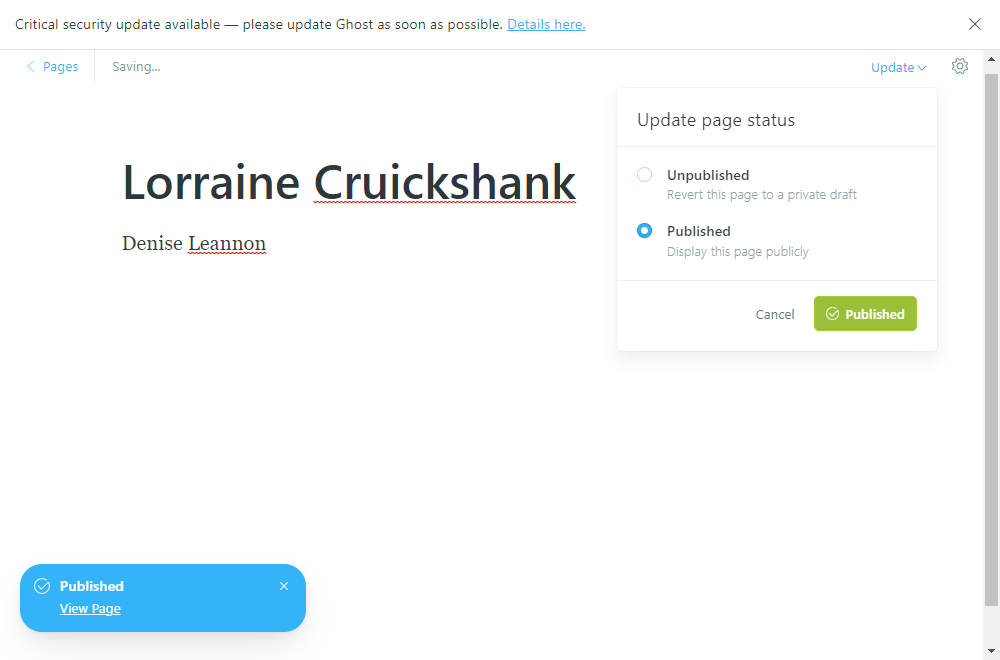 Critical security update available — please update Ghost as soon as possible. Details here.
Pages
Saving...
Update
Update page status
Unpublished
Revert this page to a private draft
Published
Display this page publicly
Cancel
Published
Lorraine Cruickshank
Denise Leannon
Published
View Page